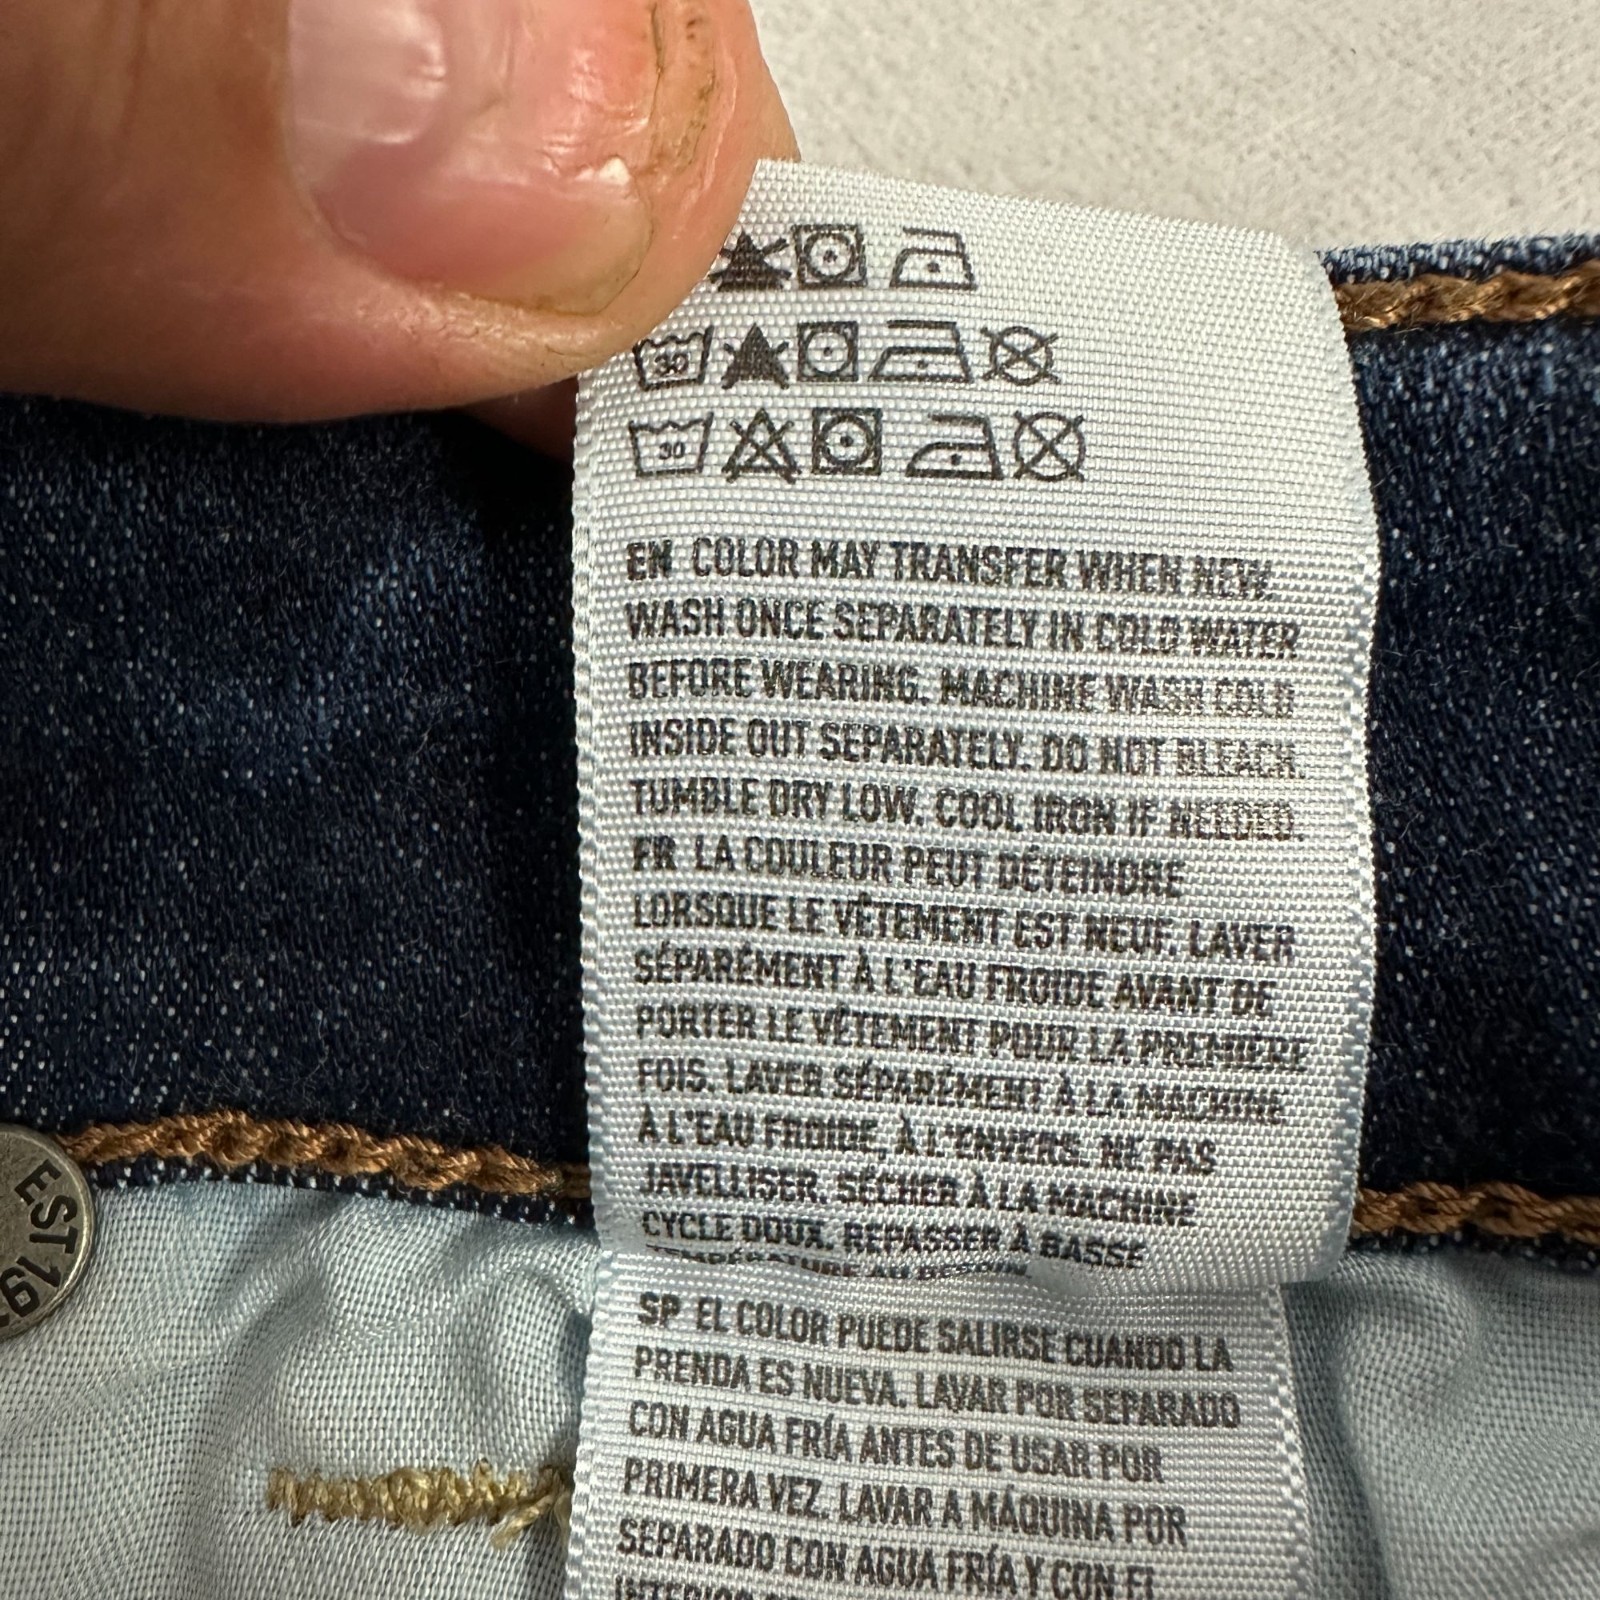 30
30
EN COLOR MAY TRANSFER WHEN NEW.
WASH ONCE SEPARATELY IN COLD WATER
BEFORE WEARING. MACHINE WASH COLD
INSIDE OUT SEPARATELY. DO NOT BLEACH.
TUMBLE DRY LOW. COOL IRON IF NEEDED.
FR LA COULEUR PEUT DÉTEINDRE
LORSQUE LE VÊTEMENT EST NEUF. LAVER
SÉPARÉMENT À L'EAU FROIDE AVANT DE
PORTER LE VÊTEMENT POUR LA PREMIÈRE
FOIS. LAVER SÉPARÉMENT À LA MACHINE
À L'EAU FROIDE, À L'ENVERS. NE PAS
JAVELLISER. SÉCHER À LA MACHINE
CYCLE DOUX. REPASSER À BASSE
TEMPÉRATURE AU BESOIN.
EST 19
SP EL COLOR PUEDE SALIRSE CUANDO LA
PRENDA ES NUEVA. LAVAR POR SEPARADO
CON AGUA FRÍA ANTES DE USAR POR
PRIMERA VEZ. LAVAR A MÁQUINA POR
SEPARADO CON AGUA FRÍA Y CON EL